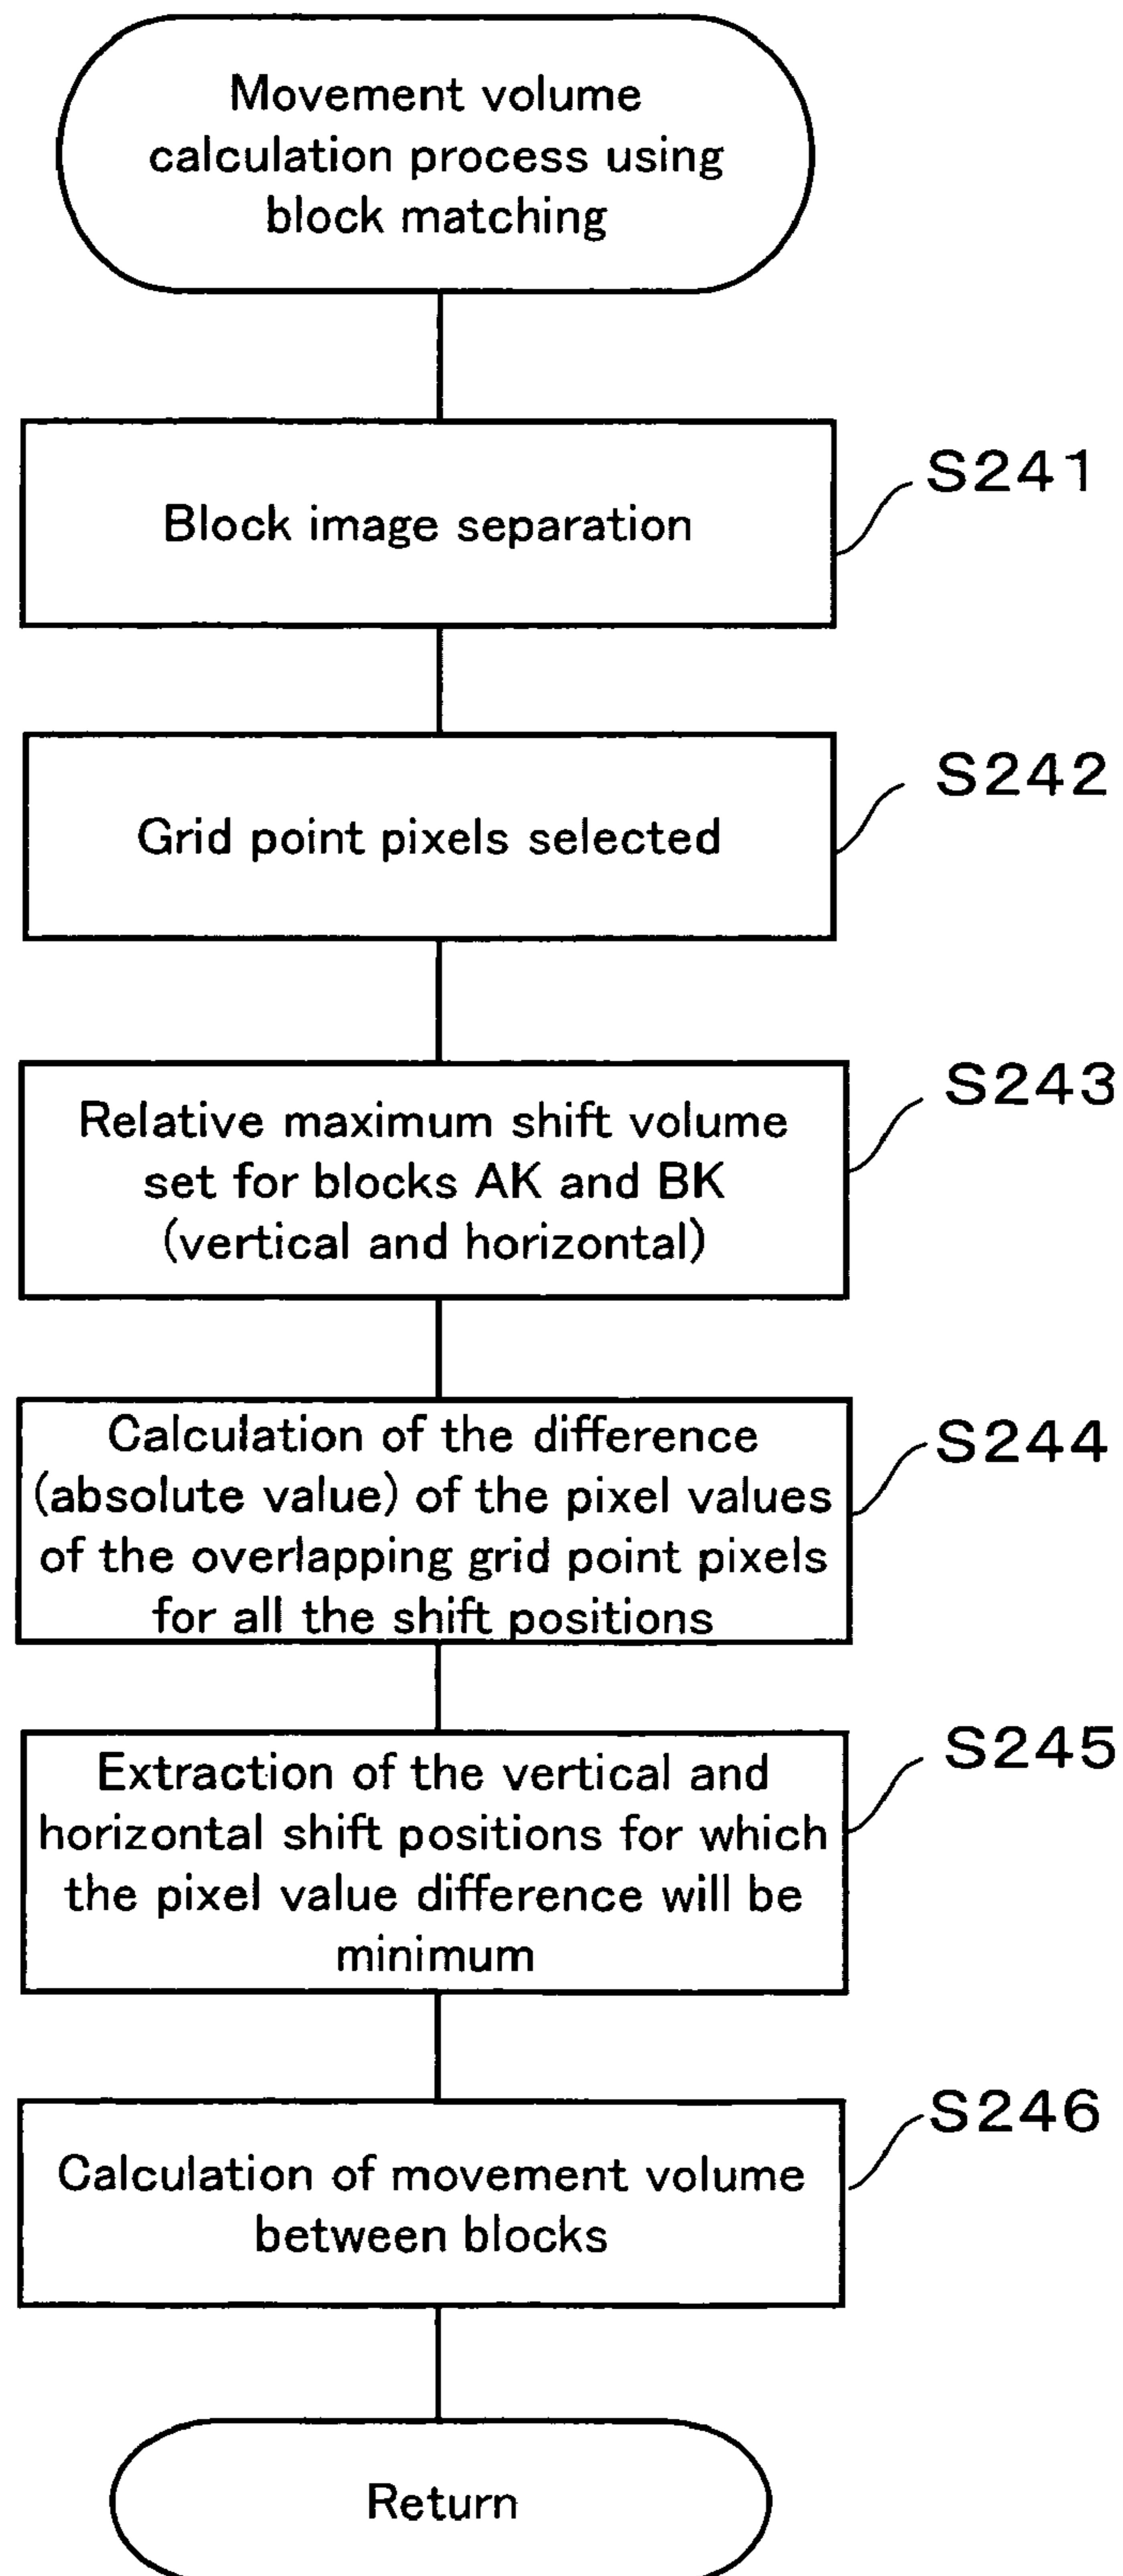 Movement volume
calculation process using
block matching
S241
Block image separation
S242
Grid point pixels selected
S243
Relative maximum shift volume
set for blocks AK and BK
(vertical and horizontal)
S244
Calculation of the difference
(absolute value) of the pixel values
of the overlapping grid point pixels
for all the shift positions
S245
Extraction of the vertical and
horizontal shift positions for which
the pixel value difference will be
minimum
S246
Calculation of movement volume
between blocks
Return